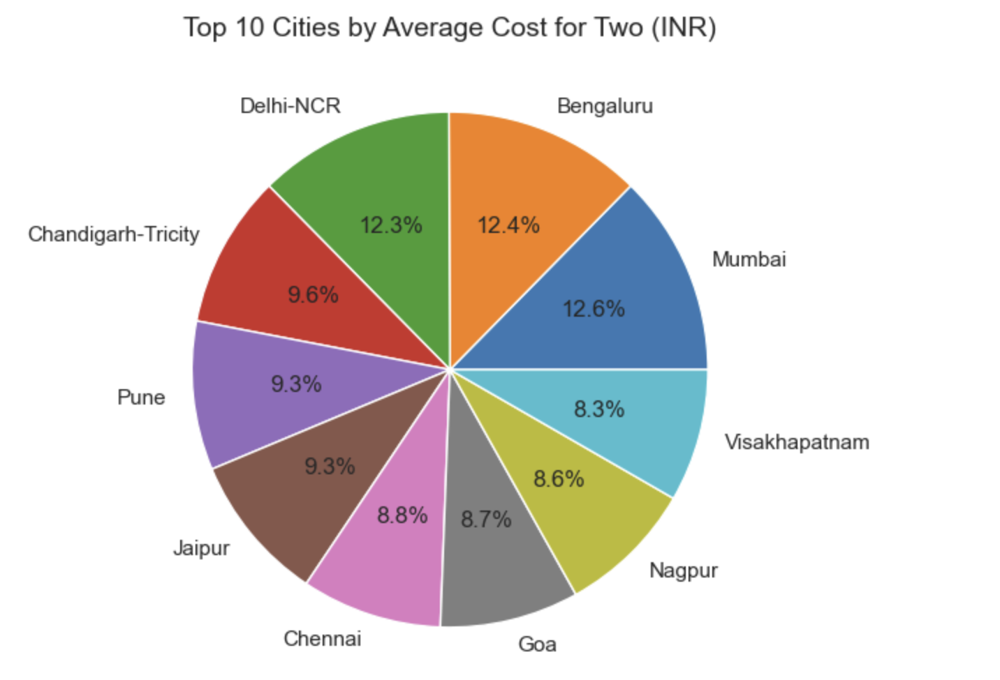 Top 10 Cities by Average Cost for Two (INR)
Delhi-NCR
Bengaluru
Chandigarh-Tricity
12.3%
12.4%
Mumbai
9.6%
12.6%
Pune
9.3%
8.3%
Visakhapatnam
9.3%
8.6%
Jaipur
8.8%
8.7%
Nagpur
Chennai
Goa